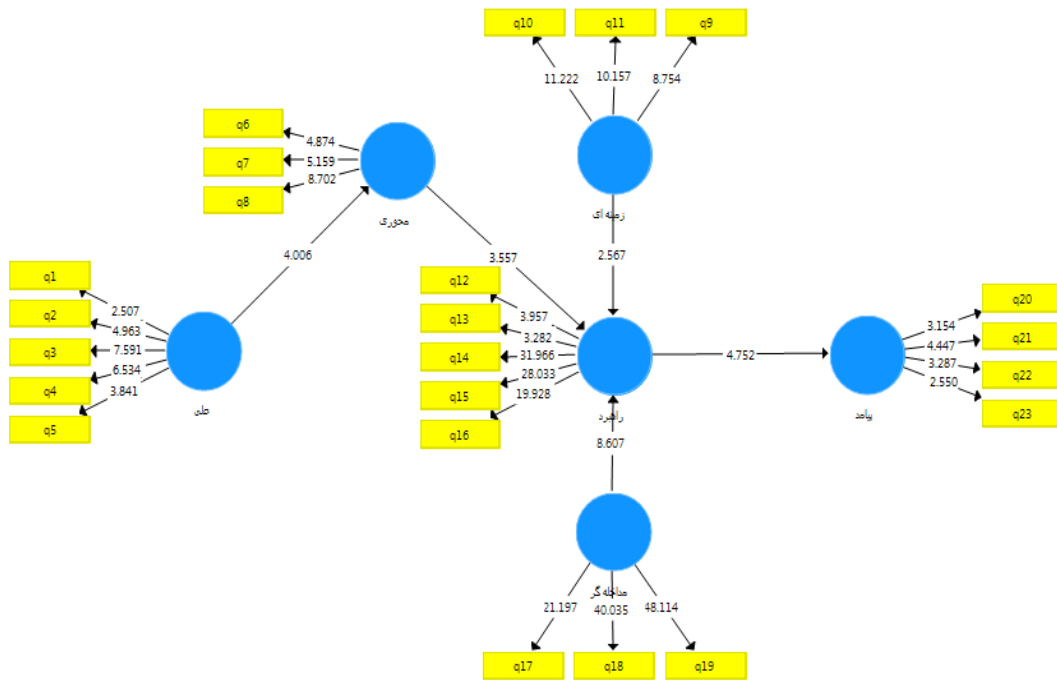 q10
q11
q9
11.222
10.157
8.754
q6
q7
q8
4.874
5.159
8.702
محوری
زمینه ای
4.006
3.557
2.567
q1
q2
q3
q4
q5
2.507
4.963
7.591
6.534
3.841
علی
q12
q13
q14
q15
q16
3.957
3.282
31.966
28.033
19.928
راهبرد
4.752
q20
q21
q22
q23
3.154
4.447
3.287
2.550
پیامد
8.607
مداخله گر
21.197
40.035
48.114
q17
q18
q19